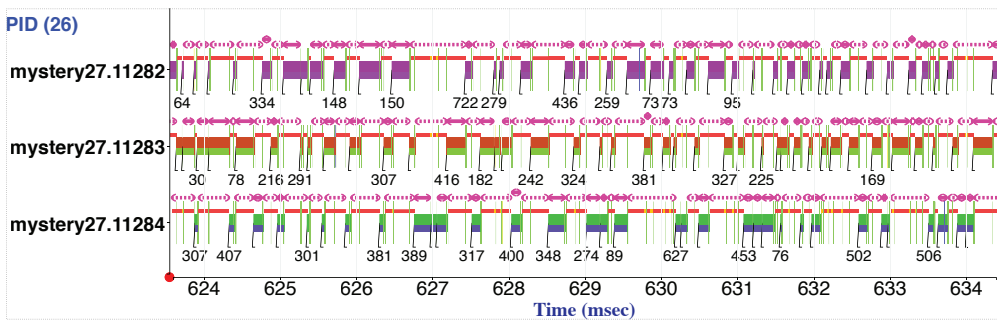 PID (26)
mystery27.11282
64 334 148 150 722 279 436 259 73 73 95
mystery27.11283
30 78 216 291 307 416 182 242 324 381 327 225 169
mystery27.11284
307 407 301 381 389 317 400 348 274 89 627 453 76 502 506
624 625 626 627 628 629 630 631 632 633 634
Time (msec)